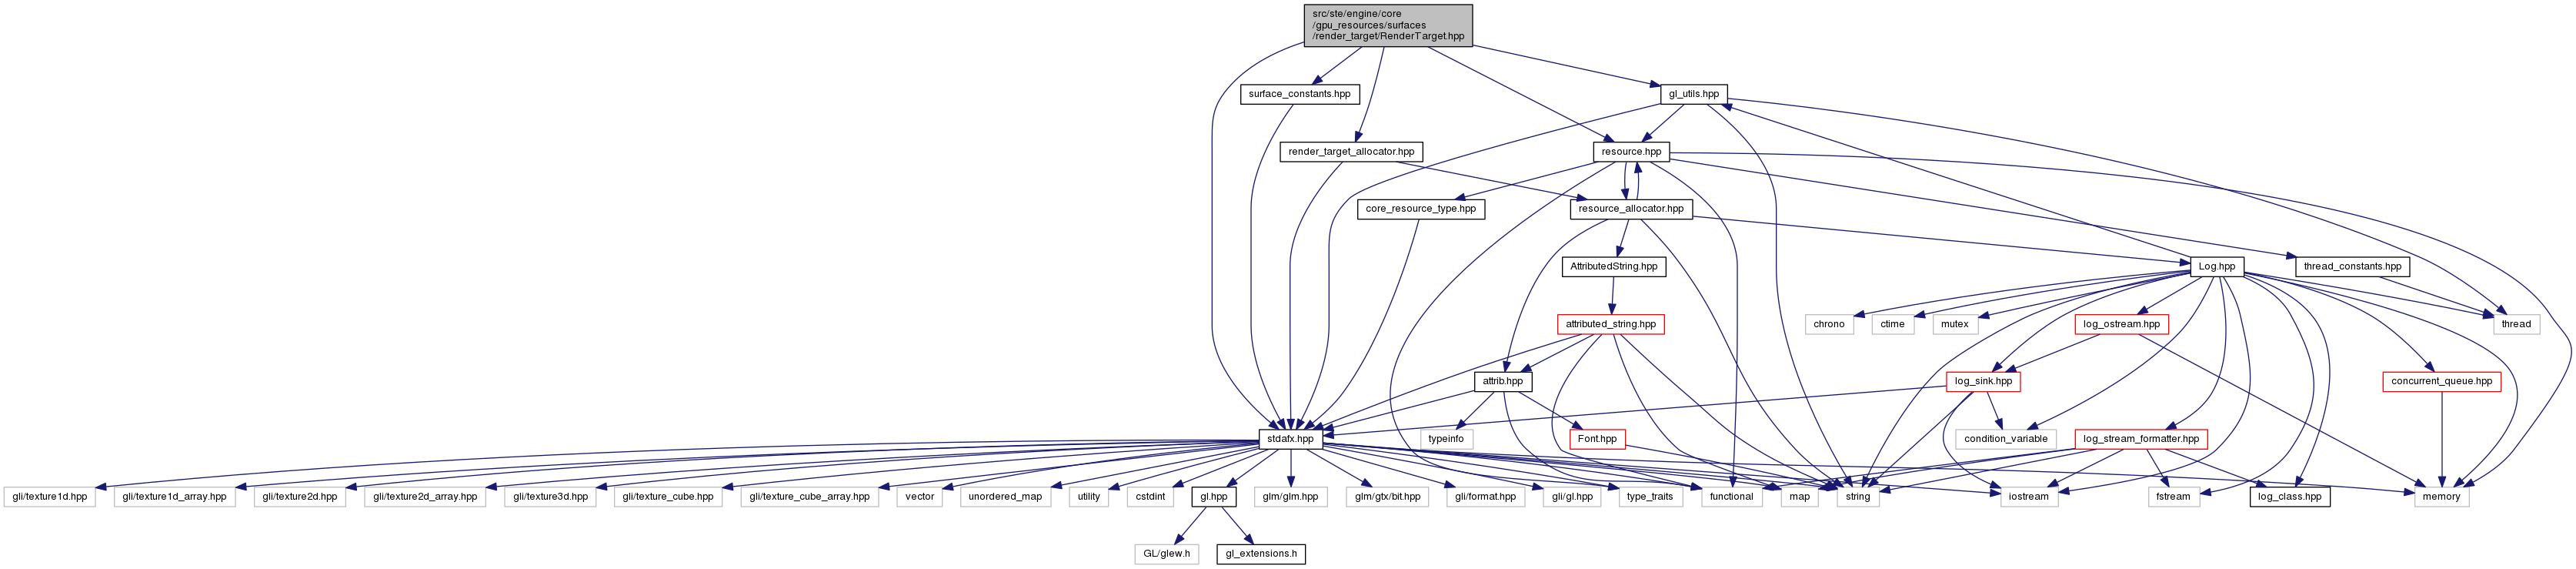 src/ste/engine/core
/gpu_resources/surfaces
/render_target/RenderTarget.hpp
surface_constants.hpp
gl_utils.hpp
render_target_allocator.hpp
resource.hpp
core_resource_type.hpp
resource_allocator.hpp
AttributedString.hpp
Log.hpp
thread_constants.hpp
attributed_string.hpp
chrono
ctime
mutex
log_ostream.hpp
thread
attrib.hpp
log_sink.hpp
concurrent_queue.hpp
stdafx.hpp
typeinfo
Font.hpp
condition_variable
log_stream_formatter.hpp
gli/texture1d.hpp
gli/texture1d_array.hpp
gli/texture2d.hpp
gli/texture2d_array.hpp
gli/texture3d.hpp
gli/texture_cube.hpp
gli/texture_cube_array.hpp
vector
unordered_map
utility
cstdint
gl.hpp
glm/glm.hpp
glm/gtx/bit.hpp
gli/format.hpp
gli/gl.hpp
type_traits
functional
map
string
iostream
fstream
log_class.hpp
memory
GL/glew.h
gl_extensions.h